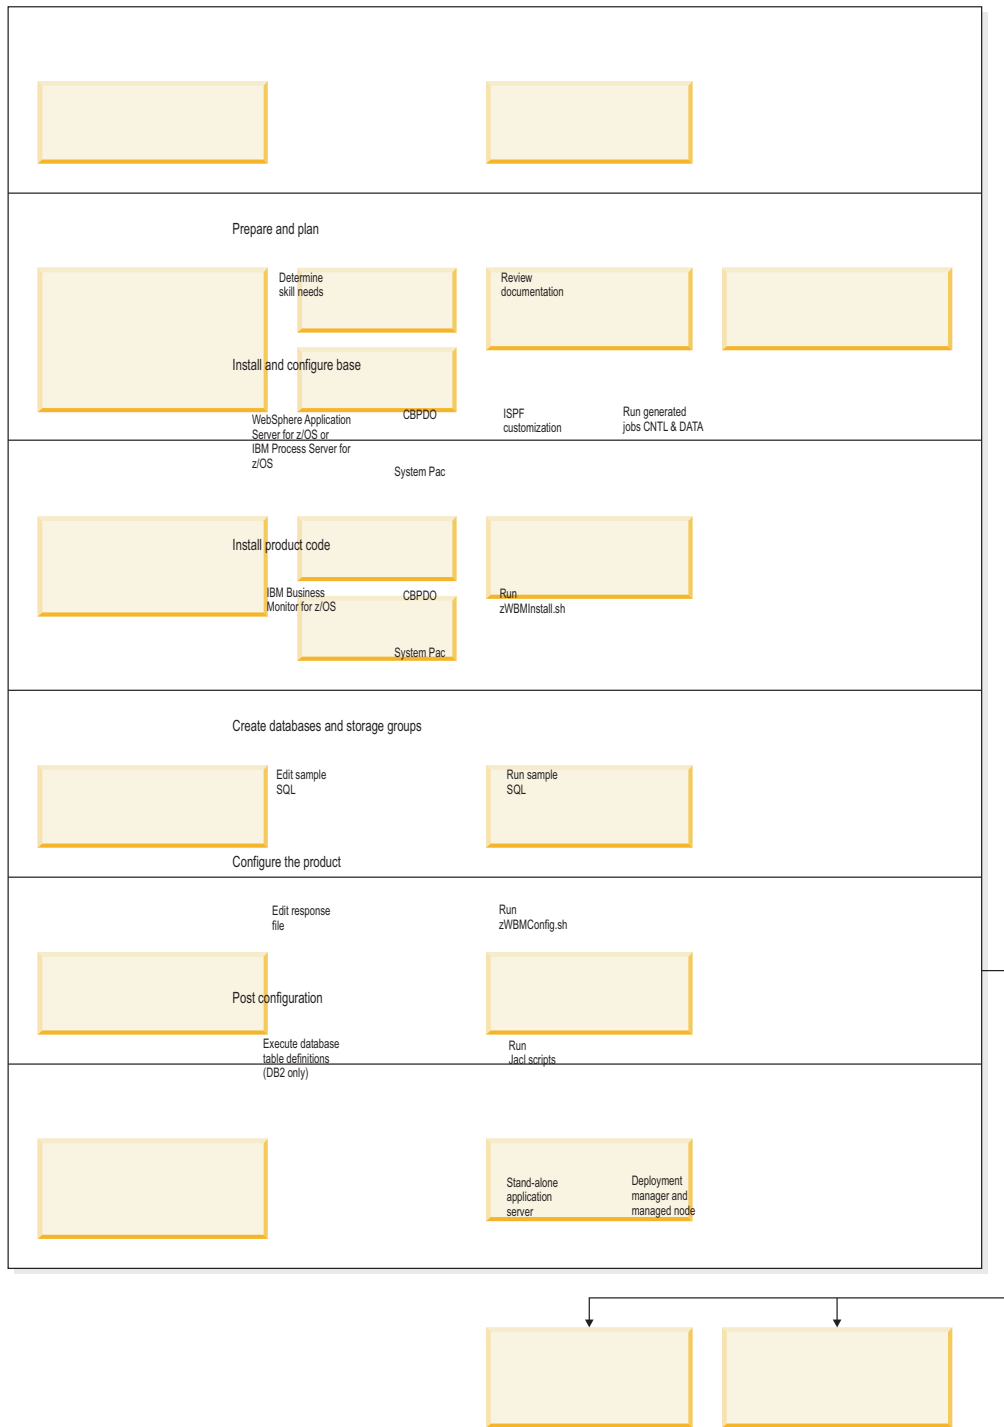 Prepare and plan
Determine
skill needs
Review
documentation
Install and configure base
WebSphere Application
Server for z/OS or
IBM Process Server for
z/OS
CBPDO
System Pac
ISPF
customization
Run generated
jobs CNTL & DATA
Install product code
IBM Business
Monitor for z/OS
CBPDO
System Pac
Run
zWBMInstall.sh
Create databases and storage groups
Edit sample
SQL
Run sample
SQL
Configure the product
Edit response
file
Run
zWBMConfig.sh
Post configuration
Execute database
table definitions
(DB2 only)
Run
Jacl scripts
Stand-alone
application
server
Deployment
manager and
managed node